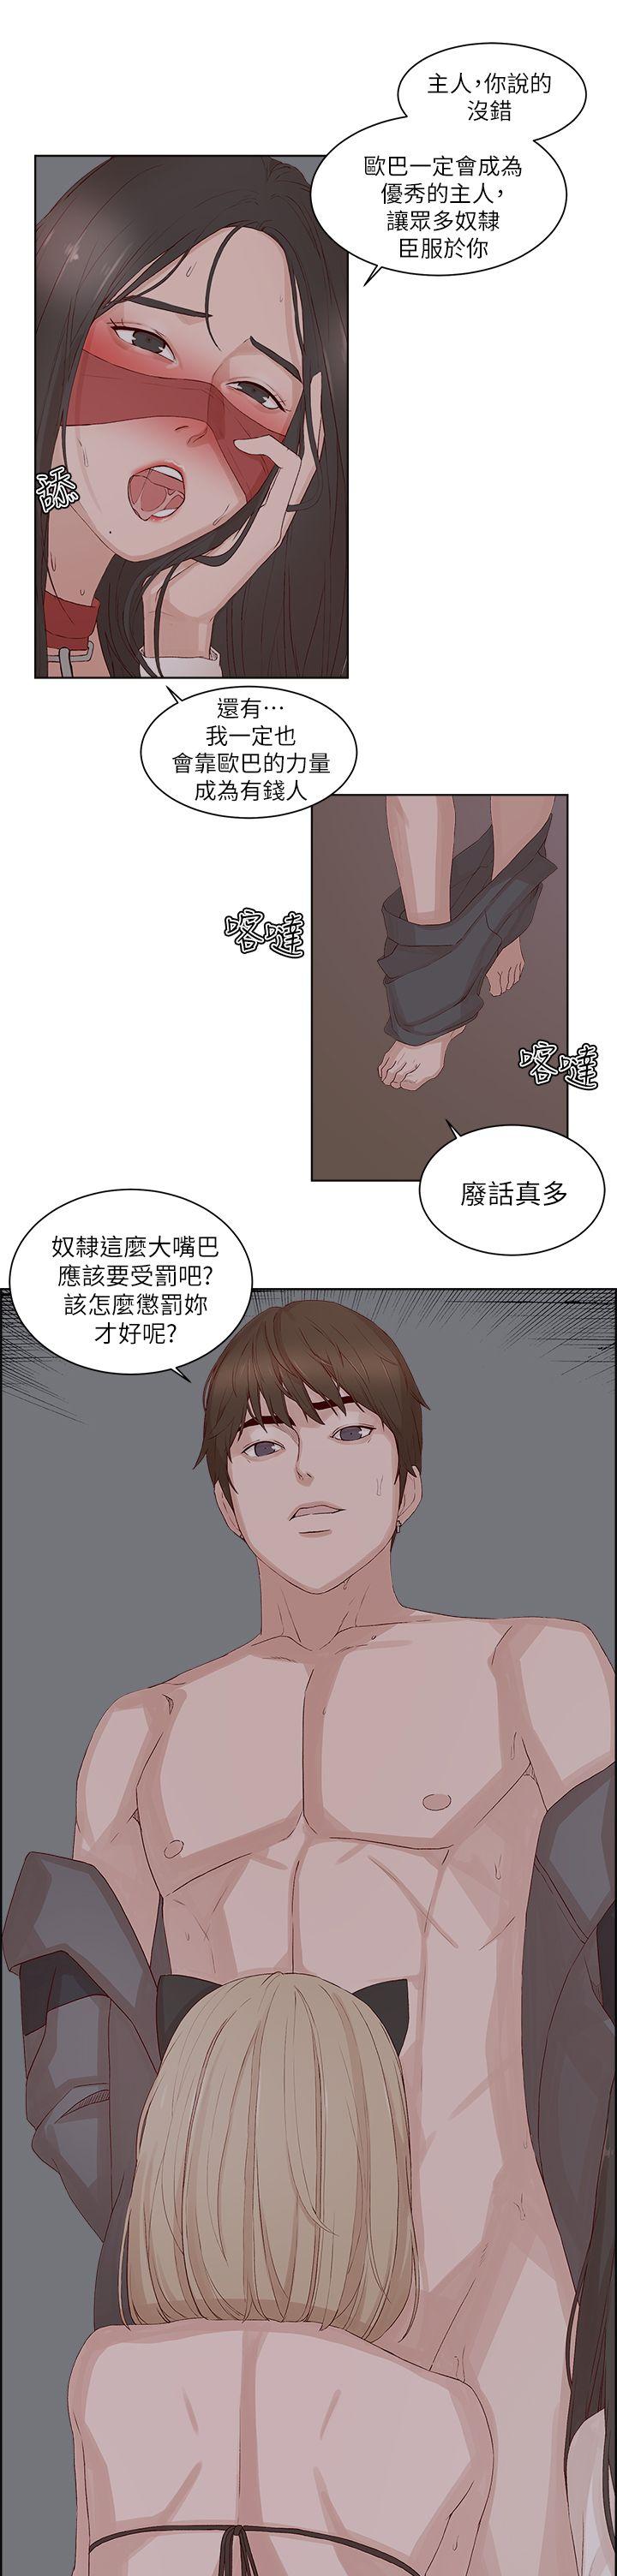 主人，你說的
沒錯
歐巴一定會成為
優秀的主人，
讓眾多奴隸
臣服於你
舔
還有…
我一定也
會靠歐巴的力量
成為有錢人
喀噠
喀噠
廢話真多
奴隸這麼大嘴巴
應該要受罰吧？
該怎麼懲罰妳
才好呢？